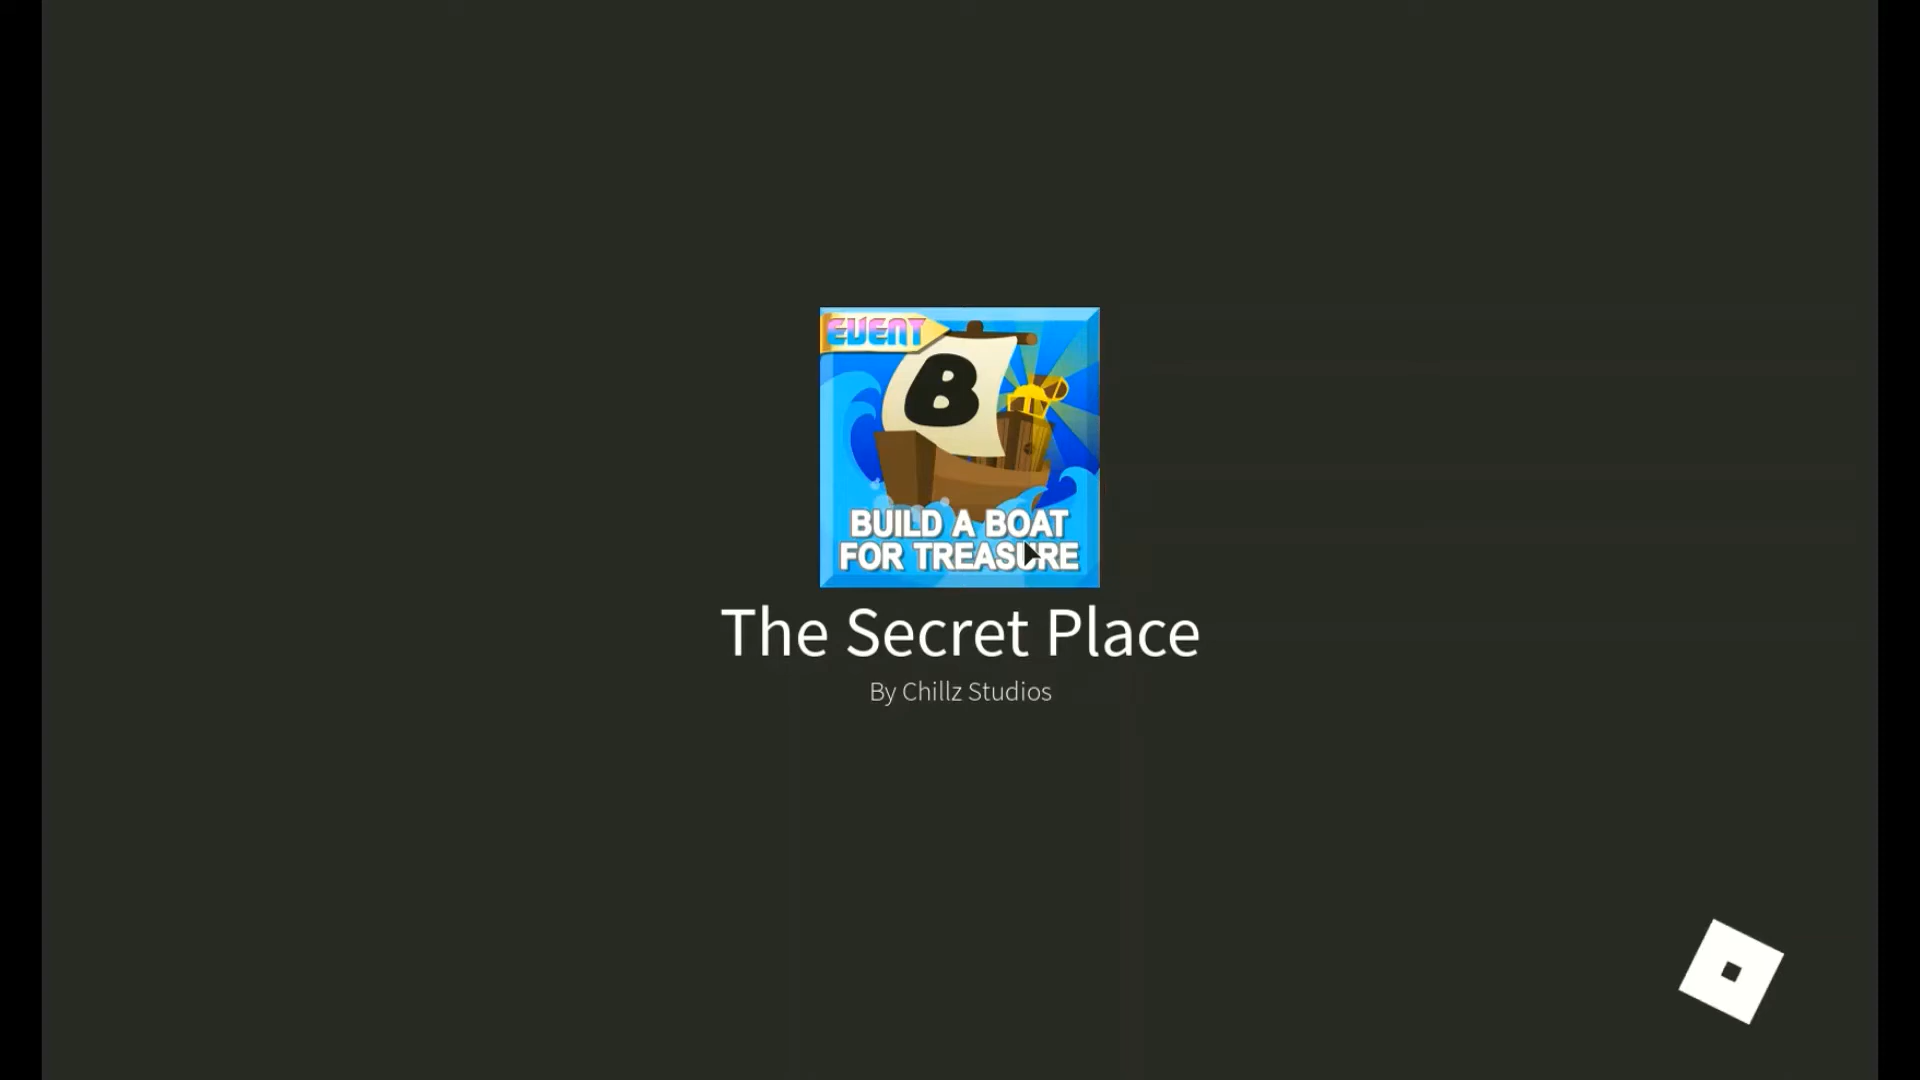 EVENT
B
BUILD A BOAT
FOR TREASURE
The Secret Place
By Chillz Studios